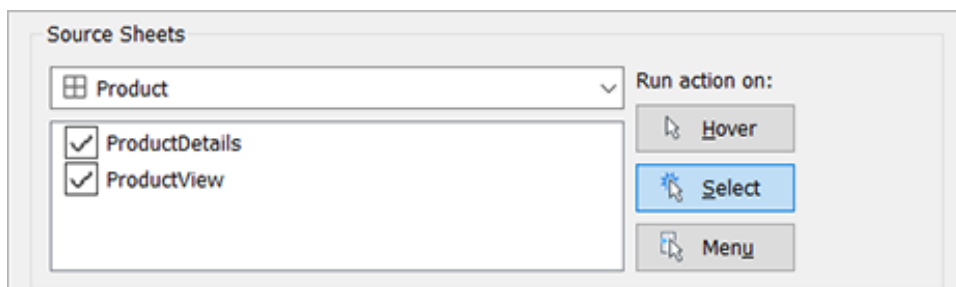 Source Sheets
Product
Run action on:
ProductDetails
ProductView
Hover
Select
Menu